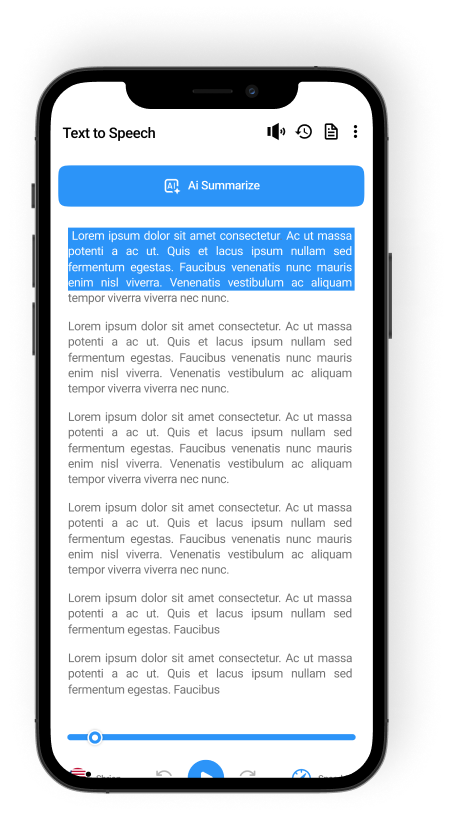 Text to Speech
Ai Summarize
Lorem ipsum dolor sit amet consectetur Ac ut massa
potenti a ac ut. Quis et lacus ipsum nullam sed
fermentum egestas. Faucibus venenatis nunc mauris
enim nisl viverra. Venenatis vestibulum ac aliquam
tempor viverra viverra nec nunc.
Lorem ipsum dolor sit amet consectetur. Ac ut massa
potenti a ac ut. Quis et lacus ipsum nullam sed
fermentum egestas. Faucibus venenatis nunc mauris
enim nisl viverra. Venenatis vestibulum ac aliquam
tempor viverra viverra nec nunc.
Lorem ipsum dolor sit amet consectetur. Ac ut massa
potenti a ac ut. Quis et lacus ipsum nullam sed
fermentum egestas. Faucibus venenatis nunc mauris
enim nisl viverra. Venenatis vestibulum ac aliquam
tempor viverra viverra nec nunc.
Lorem ipsum dolor sit amet consectetur. Ac ut massa
potenti a ac ut. Quis et lacus ipsum nullam sed
fermentum egestas. Faucibus venenatis nunc mauris
enim nisl viverra. Venenatis vestibulum ac aliquam
tempor viverra viverra nec nunc.
Lorem ipsum dolor sit amet consectetur. Ac ut massa
potenti a ac ut. Quis et lacus ipsum nullam sed
fermentum egestas. Faucibus
Lorem ipsum dolor sit amet consectetur. Ac ut massa
potenti a ac ut. Quis et lacus ipsum nullam sed
fermentum egestas. Faucibus